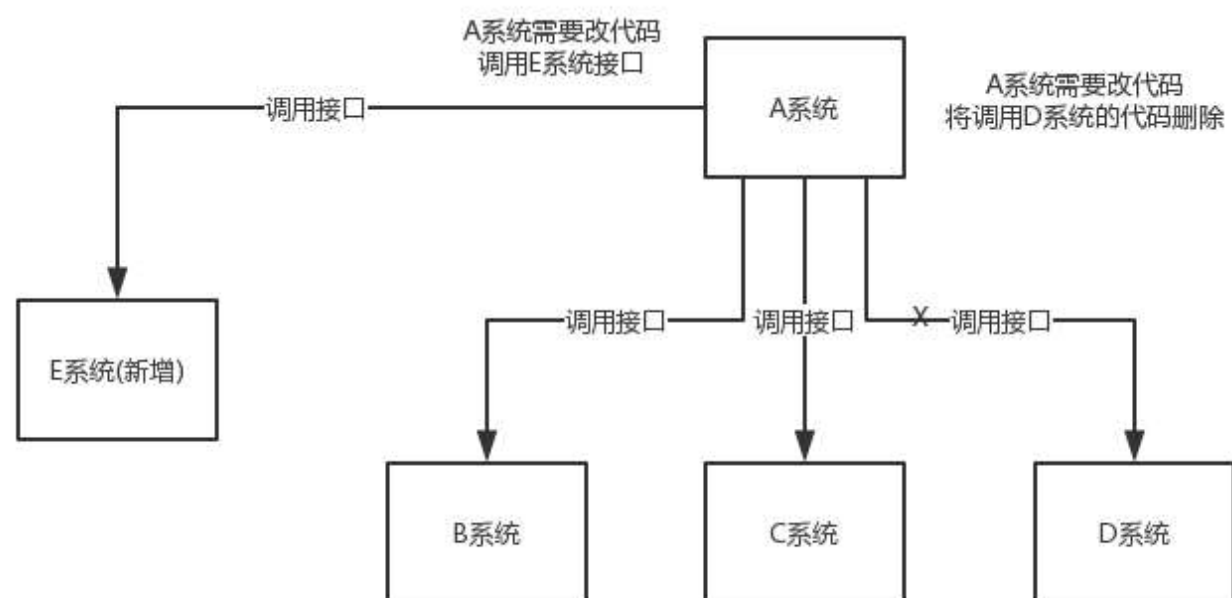 A系统需要改代码
调用E系统接口
A系统
A系统需要改代码
将调用D系统的代码删除
调用接口
调用接口
调用接口
X
调用接口
E系统(新增)
B系统
C系统
D系统